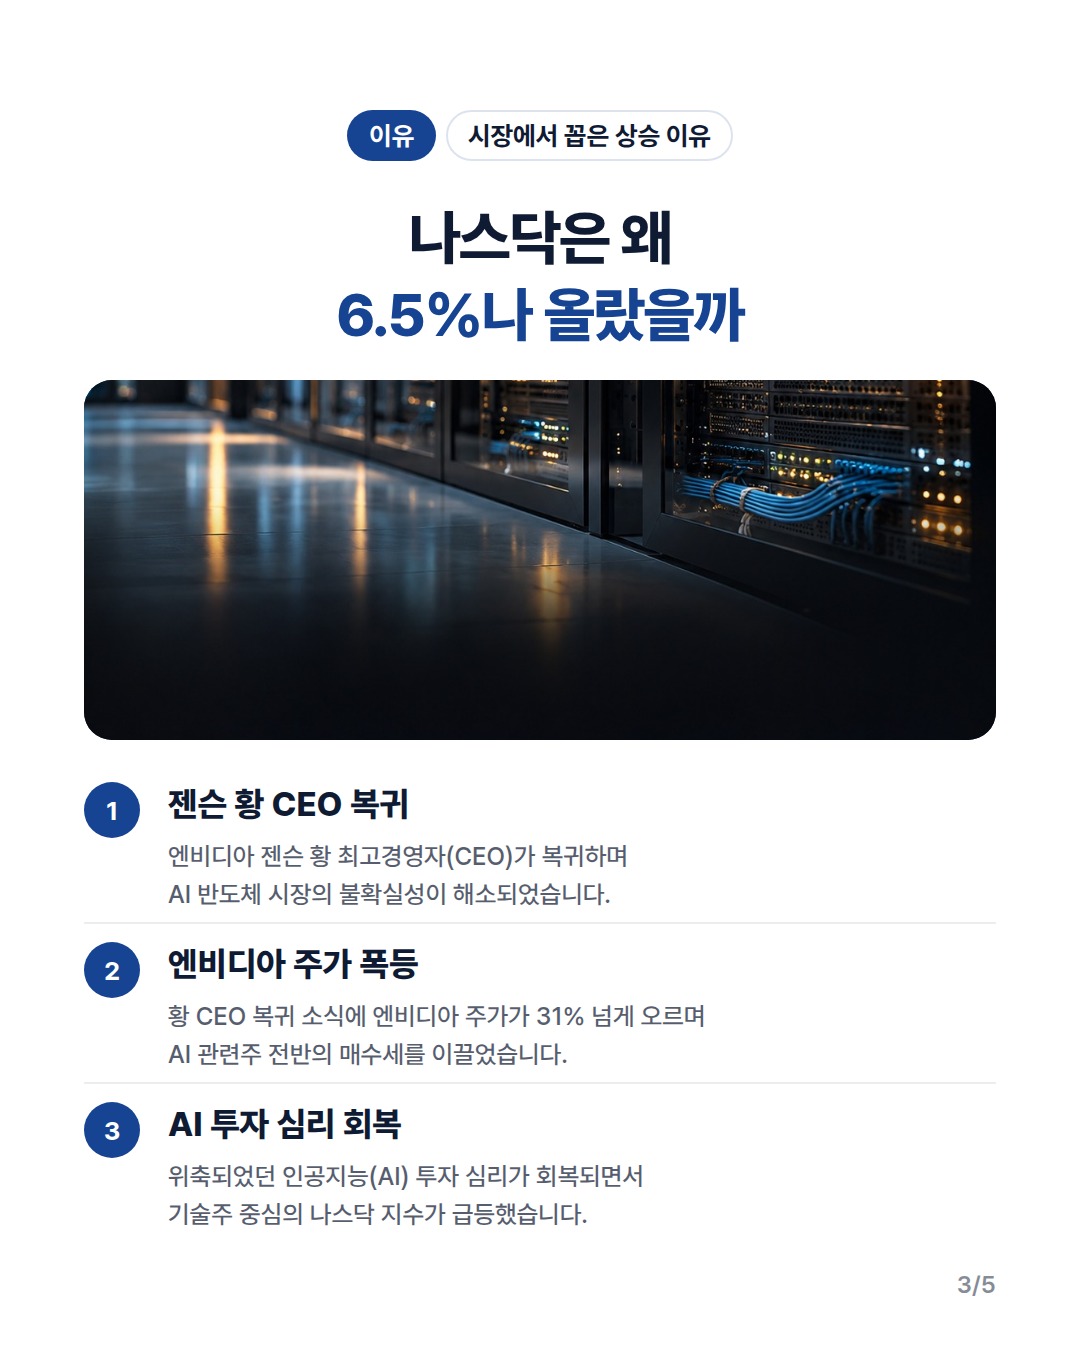 이유
시장에서 꼽은 상승 이유
나스닥은 왜
6.5%나 올랐을까
1
젠슨 황 CEO 복귀
엔비디아 젠슨 황 최고경영자(CEO)가 복귀하며
AI 반도체 시장의 불확실성이 해소되었습니다.
2
엔비디아 주가 폭등
황 CEO 복귀 소식에 엔비디아 주가가 31% 넘게 오르며
AI 관련주 전반의 매수세를 이끌었습니다.
3
AI 투자 심리 회복
위축되었던 인공지능(AI) 투자 심리가 회복되면서
기술주 중심의 나스닥 지수가 급등했습니다.
3/5